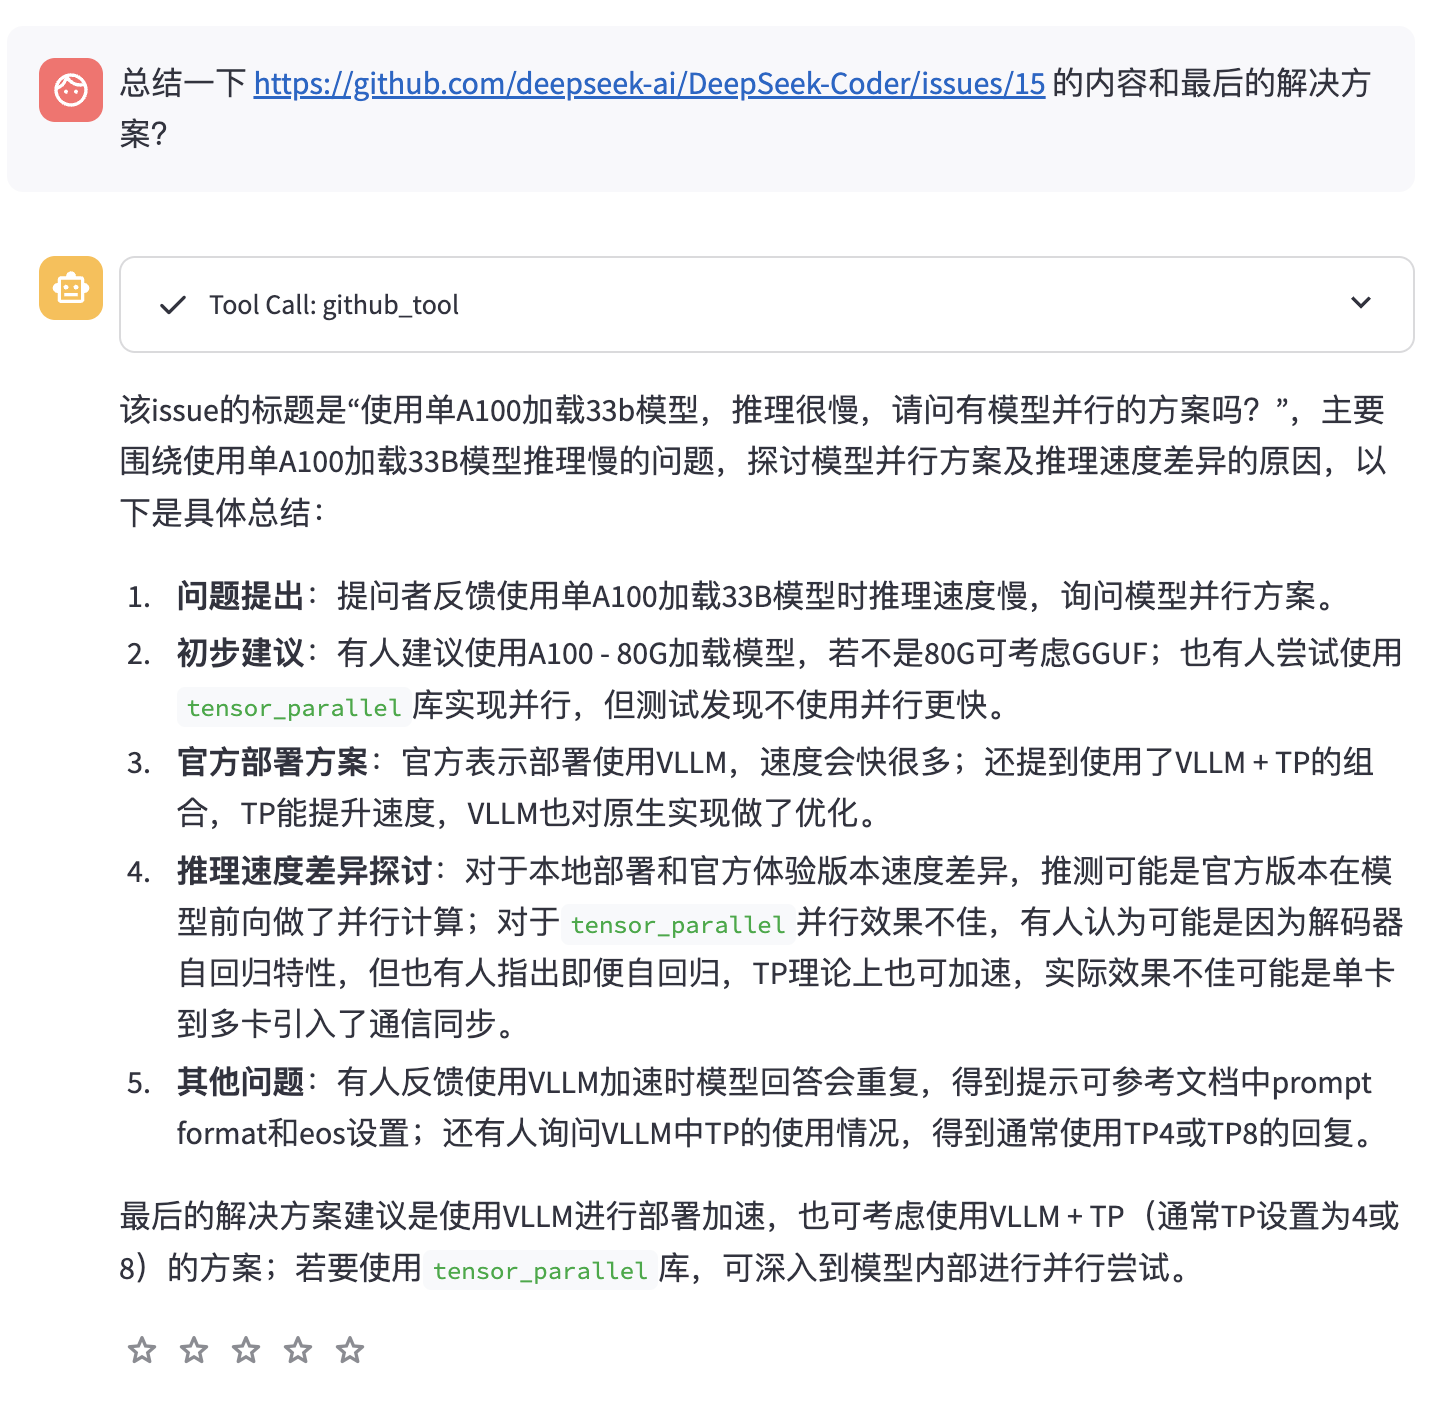 总结一下 https://github.com/deepseek-ai/DeepSeek-Coder/issues/15 的内容和最后的解决方
案？
Tool Call: github_tool
该issue的标题是“使用单A100加载33b模型，推理很慢，请问有模型并行的方案吗？”，主要
围绕使用单A100加载33B模型推理慢的问题，探讨模型并行方案及推理速度差异的原因，以
下是具体总结：
1. 问题提出：提问者反馈使用单A100加载33B模型时推理速度慢，询问模型并行方案。
2. 初步建议：有人建议使用A100 - 80G加载模型，若不是80G可考虑GGUF；也有人尝试使用
tensor_parallel 库实现并行，但测试发现不使用并行更快。
3. 官方部署方案：官方表示部署使用VLLM，速度会快很多；还提到使用了VLLM + TP的组
合，TP能提升速度，VLLM也对原生实现做了优化。
4. 推理速度差异探讨：对于本地部署和官方体验版本速度差异，推测可能是官方版本在模
型前向做了并行计算；对于 tensor_parallel 并行效果不佳，有人认为可能是因为解码器
自回归特性，但也有人指出即便自回归，TP理论上也可加速，实际效果不佳可能是单卡
到多卡引入了通信同步。
5. 其他问题：有人反馈使用VLLM加速时模型回答会重复，得到提示可参考文档中prompt
format和eos设置；还有人询问VLLM中TP的使用情况，得到通常使用TP4或TP8的回复。
最后的解决方案建议是使用VLLM进行部署加速，也可考虑使用VLLM + TP（通常TP设置为4或
8）的方案；若要使用 tensor_parallel 库，可深入到模型内部进行并行尝试。